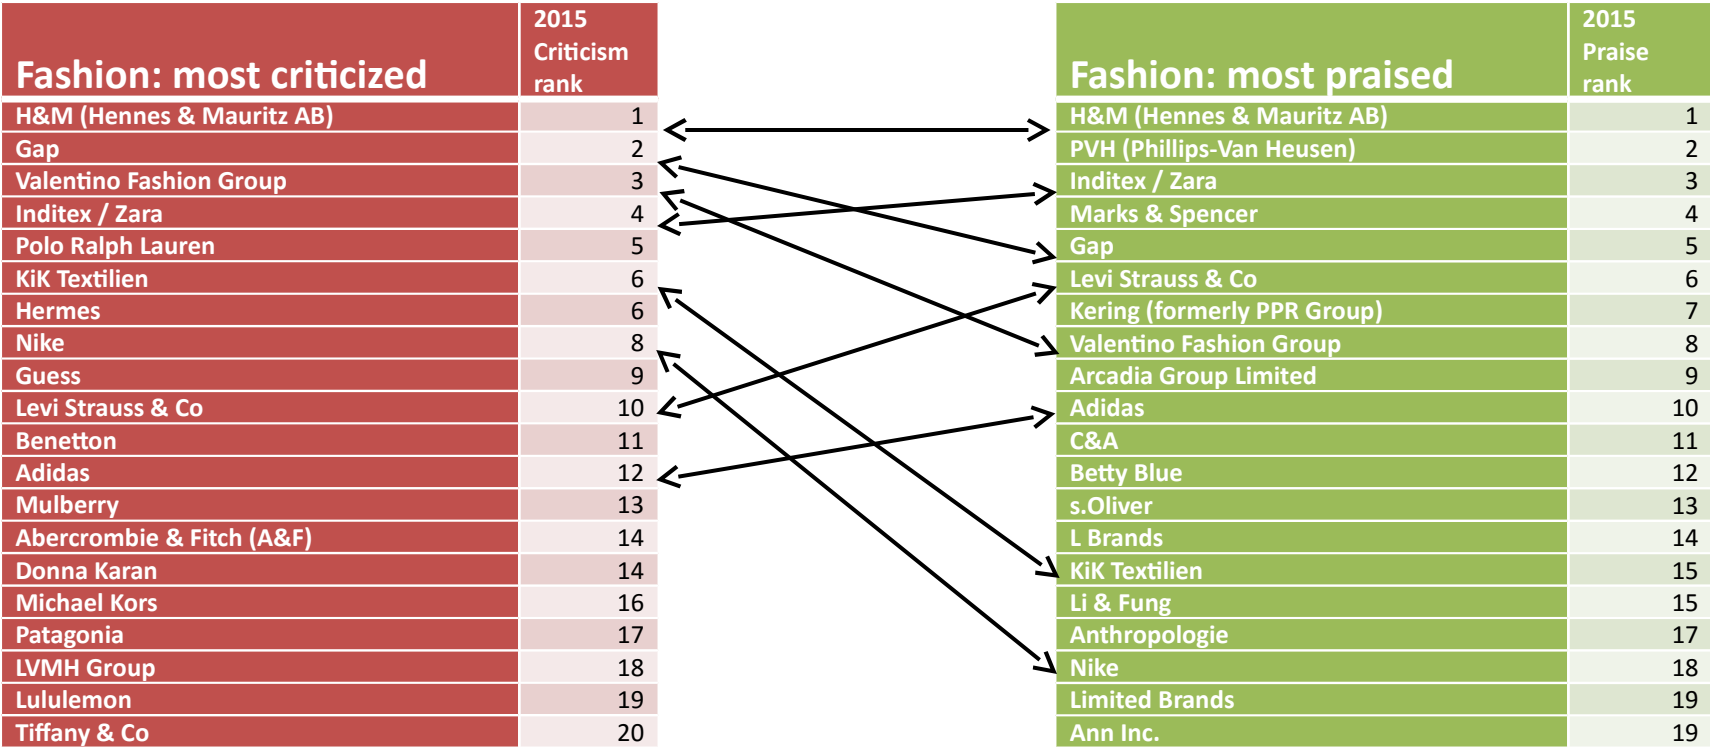 Fashion: most criticized 2015 Criticism rank
H&M (Hennes & Mauritz AB) 1
Gap 2
Valentino Fashion Group 3
Inditex / Zara 4
Polo Ralph Lauren 5
KiK Textilien 6
Hermes 6
Nike 8
Guess 9
Levi Strauss & Co 10
Benetton 11
Adidas 12
Mulberry 13
Abercrombie & Fitch (A&F) 14
Donna Karan 14
Michael Kors 16
Patagonia 17
LVMH Group 18
Lululemon 19
Tiffany & Co 20
Fashion: most praised 2015 Praise rank
H&M (Hennes & Mauritz AB) 1
PVH (Phillips-Van Heusen) 2
Inditex / Zara 3
Marks & Spencer 4
Gap 5
Levi Strauss & Co 6
Kering (formerly PPR Group) 7
Valentino Fashion Group 8
Arcadia Group Limited 9
Adidas 10
C&A 11
Betty Blue 12
s.Oliver 13
L Brands 14
KiK Textilien 15
Li & Fung 15
Anthropologie 17
Nike 18
Limited Brands 19
Ann Inc. 19